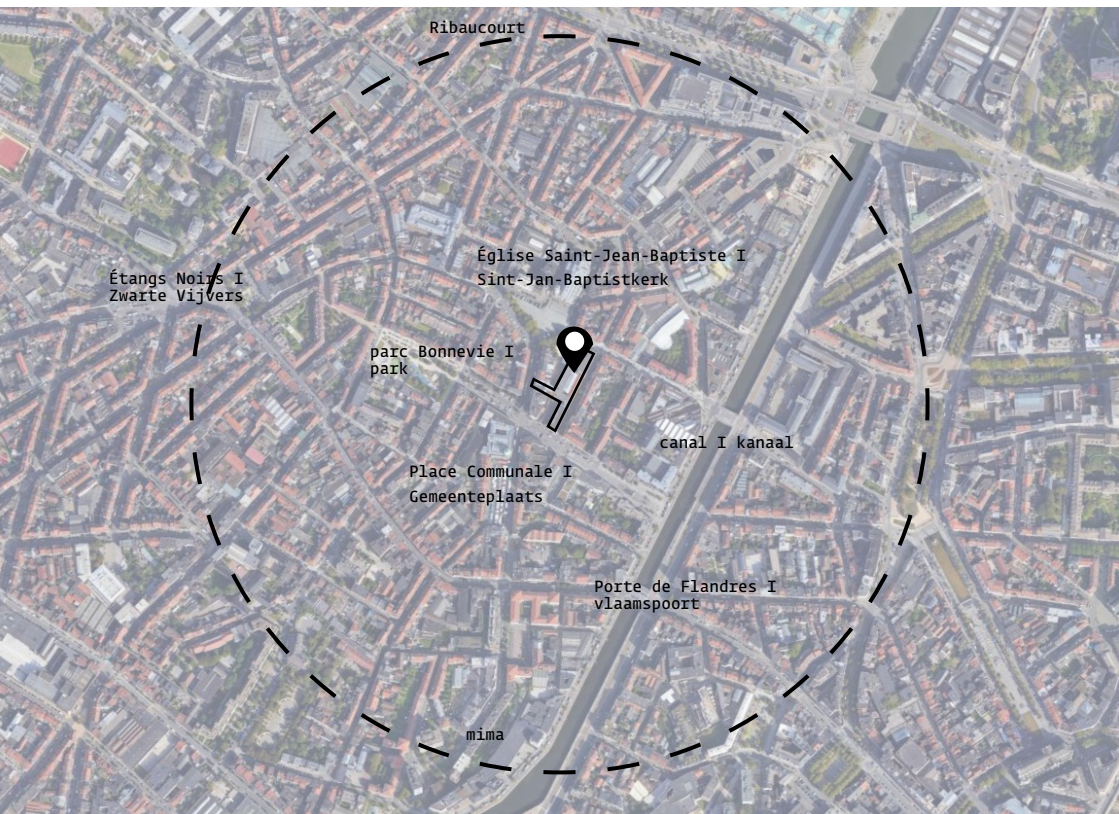 Ribaucourt
Église Saint-Jean-Baptiste I
Sint-Jan-Baptistkerk
Étangs Noirs I
Zwarte Vijvers
parc Bonnevie I
park
canal I kanaal
Place Communale I
Gemeenteplaats
Porte de Flandres I
vlaamspoort
mima